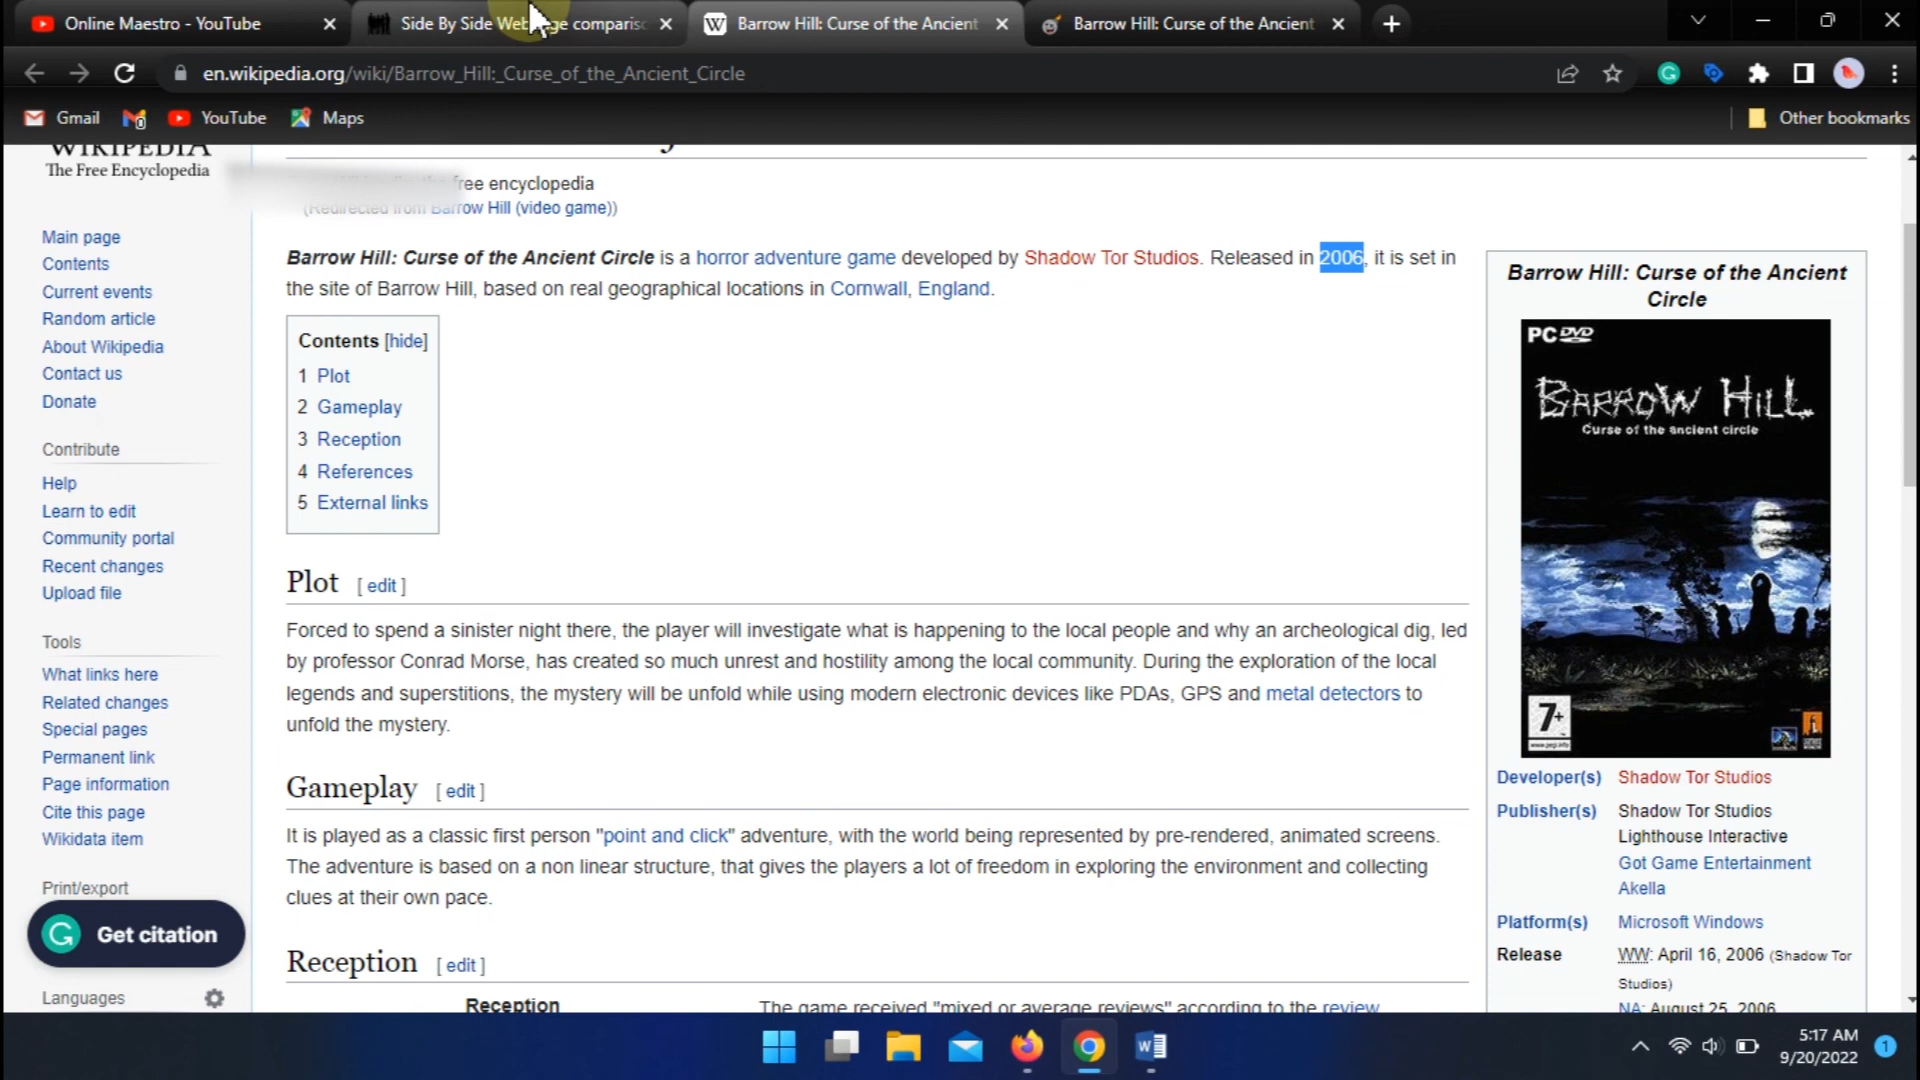 Online Maestro - YouTube
Side By Side Web
ge comparis
Barrow Hill: Curse of the Ancient
Barrow Hill: Curse of the Ancient
en.wikipedia.org/wiki/Barrow_Hill:_Curse_of_the_Ancient_Circle
Gmail
YouTube
Maps
Other bookmarks
WIKIPEDIA
The Free Encyclopedia
free encyclopedia
(Redirected from Barrow Hill (video game))
Barrow Hill: Curse of the Ancient Circle is a horror adventure game developed by Shadow Tor Studios. Released in 2006, it is set in
the site of Barrow Hill, based on real geographical locations in Cornwall, England.
Contents [hide]
1 Plot
2 Gameplay
3 Reception
4 References
5 External links
Plot [ edit ]
Forced to spend a sinister night there, the player will investigate what is happening to the local people and why an archeological dig, led
by professor Conrad Morse, has created so much unrest and hostility among the local community. During the exploration of the local
legends and superstitions, the mystery will be unfold while using modern electronic devices like PDAs, GPS and metal detectors to
unfold the mystery.
Gameplay [ edit ]
It is played as a classic first person "point and click" adventure, with the world being represented by pre-rendered, animated screens.
The adventure is based on a non linear structure, that gives the players a lot of freedom in exploring the environment and collecting
clues at their own pace.
Reception [ edit ]
Reception
The game received "mixed or average reviews" according to the review
Main page
Contents
Current events
Random article
About Wikipedia
Contact us
Donate
Contribute
Help
Learn to edit
Community portal
Recent changes
Upload file
Tools
What links here
Related changes
Special pages
Permanent link
Page information
Cite this page
Wikidata item
Print/export
Get citation
Languages
Barrow Hill: Curse of the Ancient
Circle
PC DVD
BARROW HILL
Curse of the ancient circle
7+
www.pegi.info
Developer(s) Shadow Tor Studios
Publisher(s) Shadow Tor Studios
Lighthouse Interactive
Got Game Entertainment
Akella
Platform(s) Microsoft Windows
Release WW: April 16, 2006 (Shadow Tor
Studios)
NA: August 25, 2006
5:17 AM
9/20/2022
1